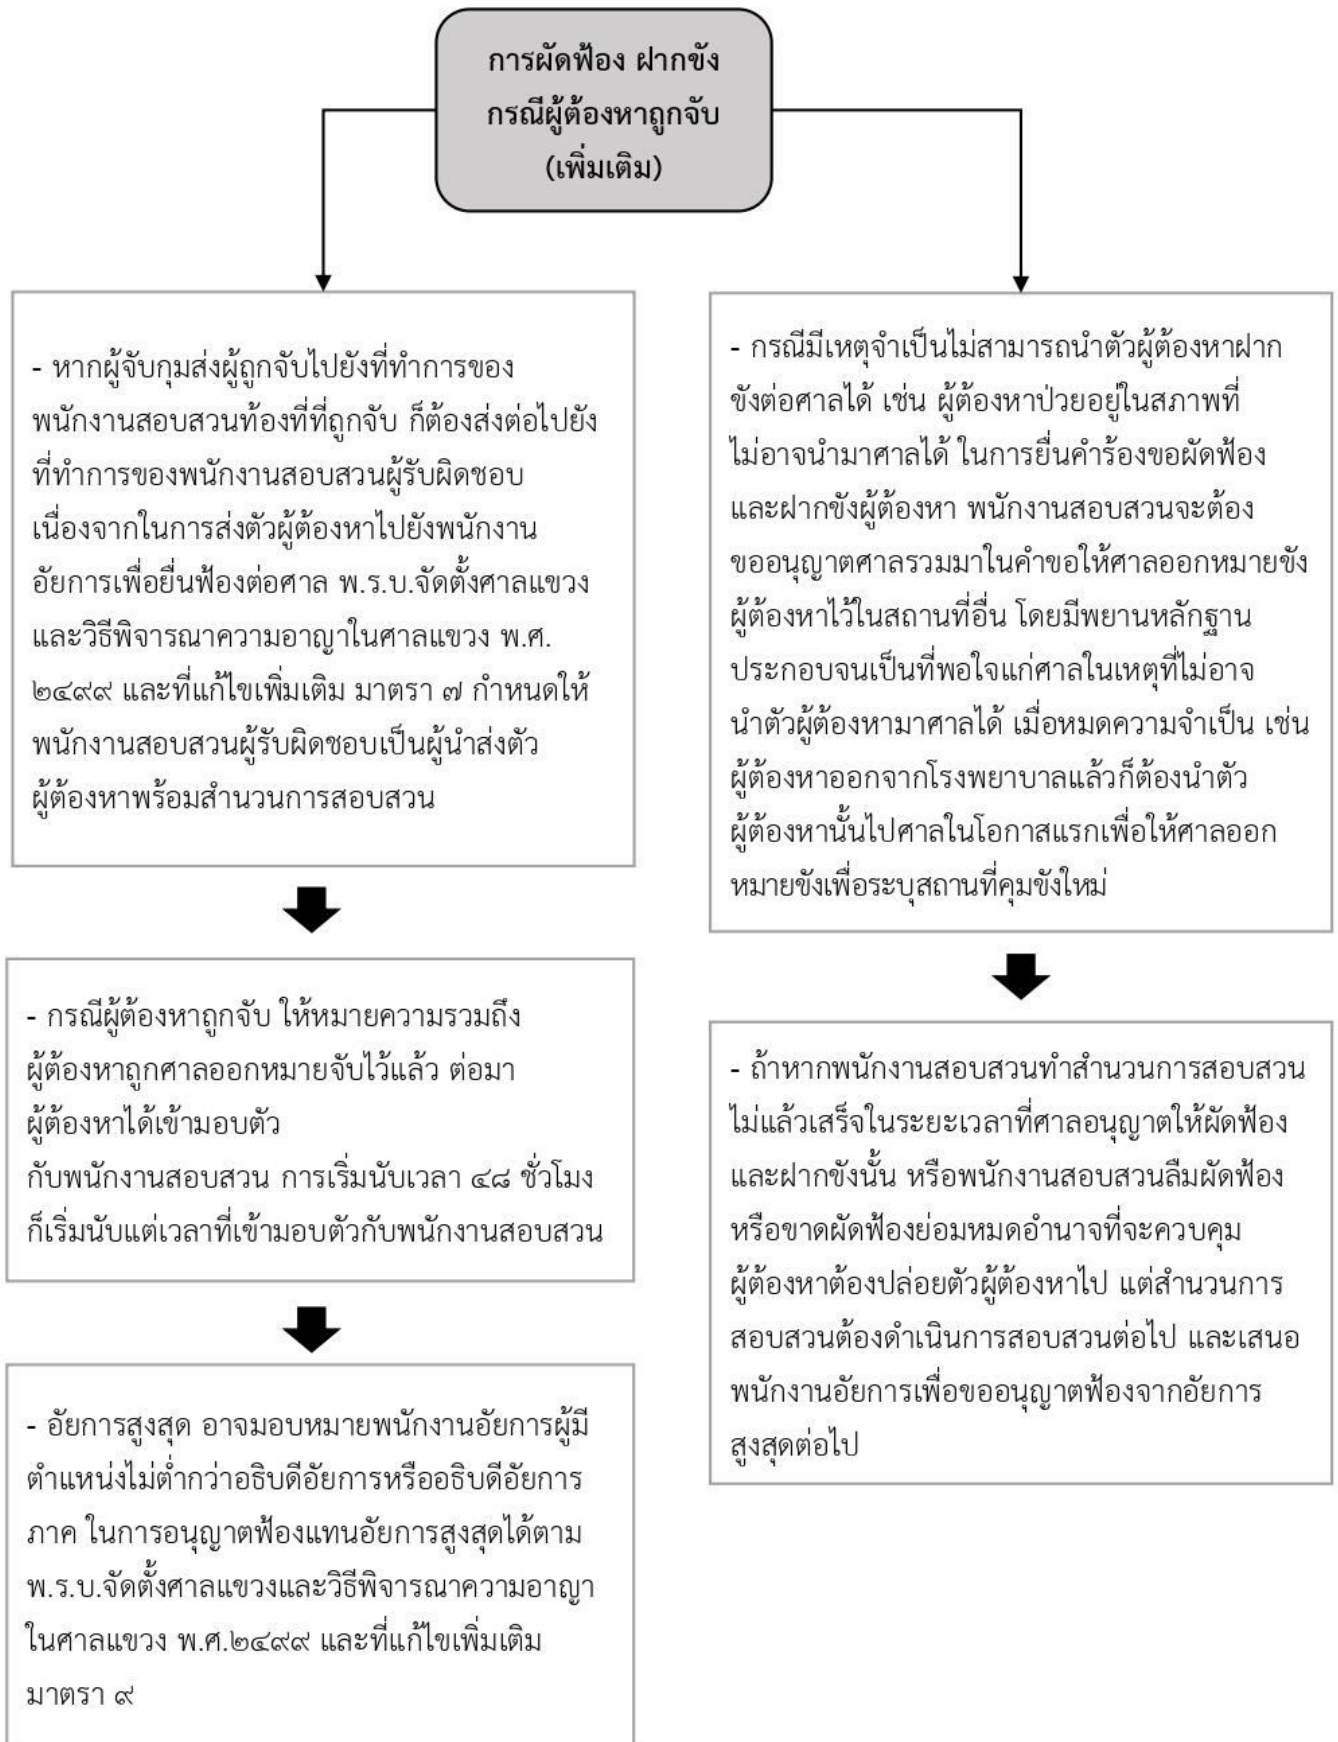 การผัดฟ้อง ฝากขัง
กรณีผู้ต้องหาถูกจับ
(เพิ่มเติม)
- หากผู้จับกุมส่งผู้ถูกจับไปยังที่ทำการของ
พนักงานสอบสวนท้องที่ที่ถูกจับ ก็ต้องส่งต่อไปยัง
ที่ทำการของพนักงานสอบสวนผู้รับผิดชอบ
เนื่องจากในการส่งตัวผู้ต้องหาไปยังพนักงาน
อัยการเพื่อยื่นฟ้องต่อศาล พ.ร.บ.จัดตั้งศาลแขวง
และวิธีพิจารณาความอาญาในศาลแขวง พ.ศ.
๒๔๙๙ และที่แก้ไขเพิ่มเติม มาตรา ๗ กำหนดให้
พนักงานสอบสวนผู้รับผิดชอบเป็นผู้นำส่งตัว
ผู้ต้องหาพร้อมสำนวนการสอบสวน
- กรณีผู้ต้องหาถูกจับ ให้หมายความรวมถึง
ผู้ต้องหาถูกศาลออกหมายจับไว้แล้ว ต่อมา
ผู้ต้องหาได้เข้ามอบตัว
กับพนักงานสอบสวน การเริ่มนับเวลา ๔๘ ชั่วโมง
ก็เริ่มนับแต่เวลาที่เข้ามอบตัวกับพนักงานสอบสวน
- อัยการสูงสุด อาจมอบหมายพนักงานอัยการผู้มี
ตำแหน่งไม่ต่ำกว่าอธิบดีอัยการหรืออธิบดีอัยการ
ภาค ในการอนุญาตฟ้องแทนอัยการสูงสุดได้ตาม
พ.ร.บ.จัดตั้งศาลแขวงและวิธีพิจารณาความอาญา
ในศาลแขวง พ.ศ.๒๔๙๙ และที่แก้ไขเพิ่มเติม
มาตรา ๙
- กรณีมีเหตุจำเป็นไม่สามารถนำตัวผู้ต้องหาฝาก
ขังต่อศาลได้ เช่น ผู้ต้องหาป่วยอยู่ในสภาพที่
ไม่อาจนำมาศาลได้ ในการยื่นคำร้องขอผัดฟ้อง
และฝากขังผู้ต้องหา พนักงานสอบสวนจะต้อง
ขออนุญาตศาลรวมมาในคำขอให้ศาลออกหมายขัง
ผู้ต้องหาไว้ในสถานที่อื่น โดยมีพยานหลักฐาน
ประกอบจนเป็นที่พอใจแก่ศาลในเหตุที่ไม่อาจ
นำตัวผู้ต้องหามาศาลได้ เมื่อหมดความจำเป็น เช่น
ผู้ต้องหาออกจากโรงพยาบาลแล้วก็ต้องนำตัว
ผู้ต้องหานั้นไปศาลในโอกาสแรกเพื่อให้ศาลออก
หมายขังเพื่อระบุสถานที่คุมขังใหม่
- ถ้าหากพนักงานสอบสวนทำสำนวนการสอบสวน
ไม่แล้วเสร็จในระยะเวลาที่ศาลอนุญาตให้ผัดฟ้อง
และฝากขังนั้น หรือพนักงานสอบสวนลืมผัดฟ้อง
หรือขาดผัดฟ้องย่อมหมดอำนาจที่จะควบคุม
ผู้ต้องหาต้องปล่อยตัวผู้ต้องหาไป แต่สำนวนการ
สอบสวนต้องดำเนินการสอบสวนต่อไป และเสนอ
พนักงานอัยการเพื่อขออนุญาตฟ้องจากอัยการ
สูงสุดต่อไป